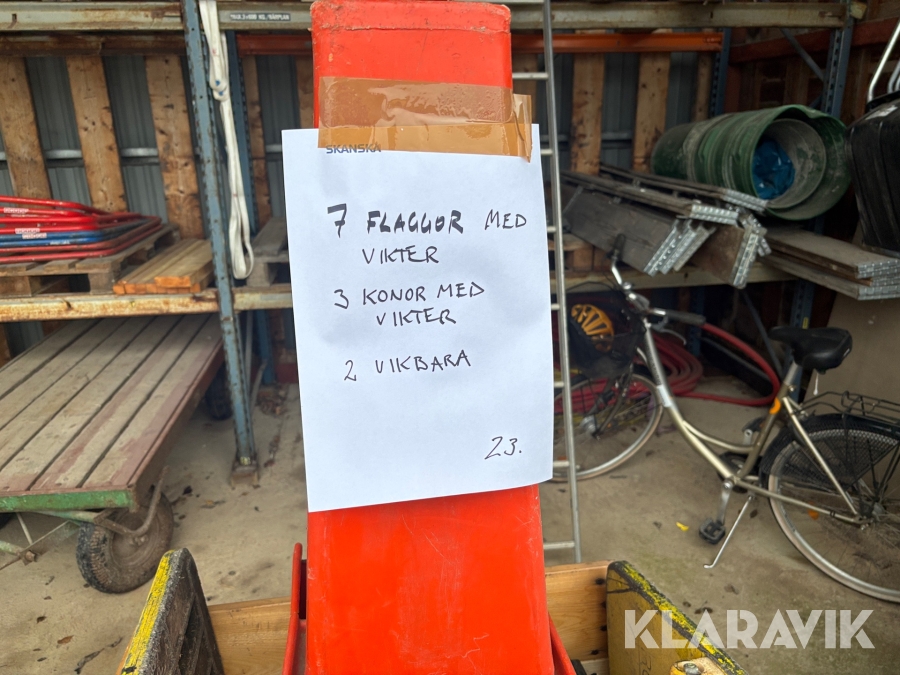 SKANSKA
7 FLAGGOR MED
VIKTER
3 KONOR MED
VIKTER
2 VIKBARA
23.
KLARAVIK